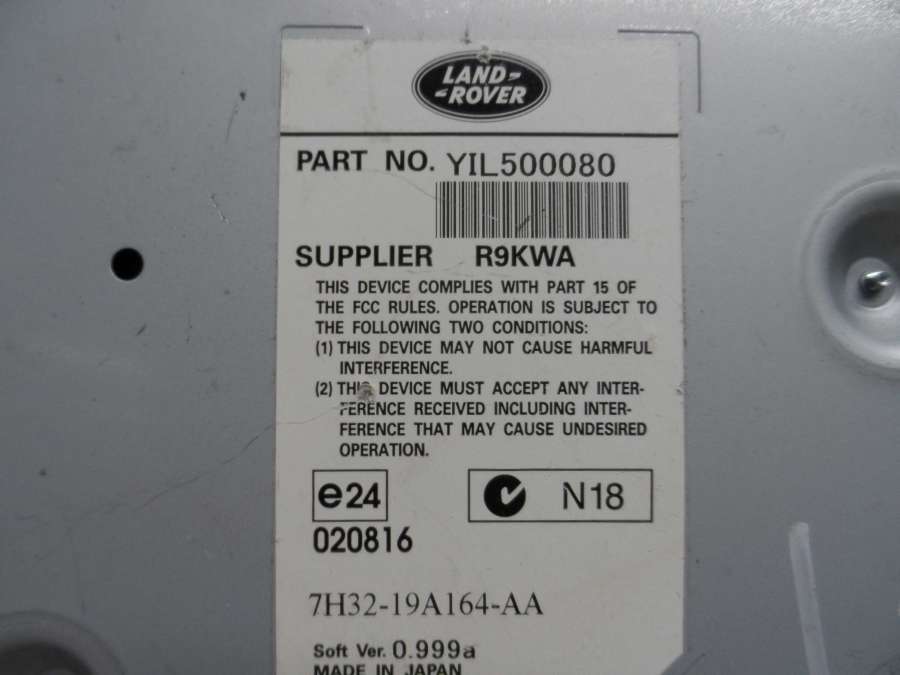 LAND-
-ROVER
PART NO. YIL500080
SUPPLIER R9KWA
THIS DEVICE COMPLIES WITH PART 15 OF
THE FCC RULES. OPERATION IS SUBJECT TO
THE FOLLOWING TWO CONDITIONS:
(1) THIS DEVICE MAY NOT CAUSE HARMFUL
INTERFERENCE.
(2) THIS DEVICE MUST ACCEPT ANY INTER-
FERENCE RECEIVED INCLUDING INTER-
FERENCE THAT MAY CAUSE UNDESIRED
OPERATION.
e24 N18
020816
7H32-19A164-AA
Soft Ver. 0.999a
MADE IN JAPAN